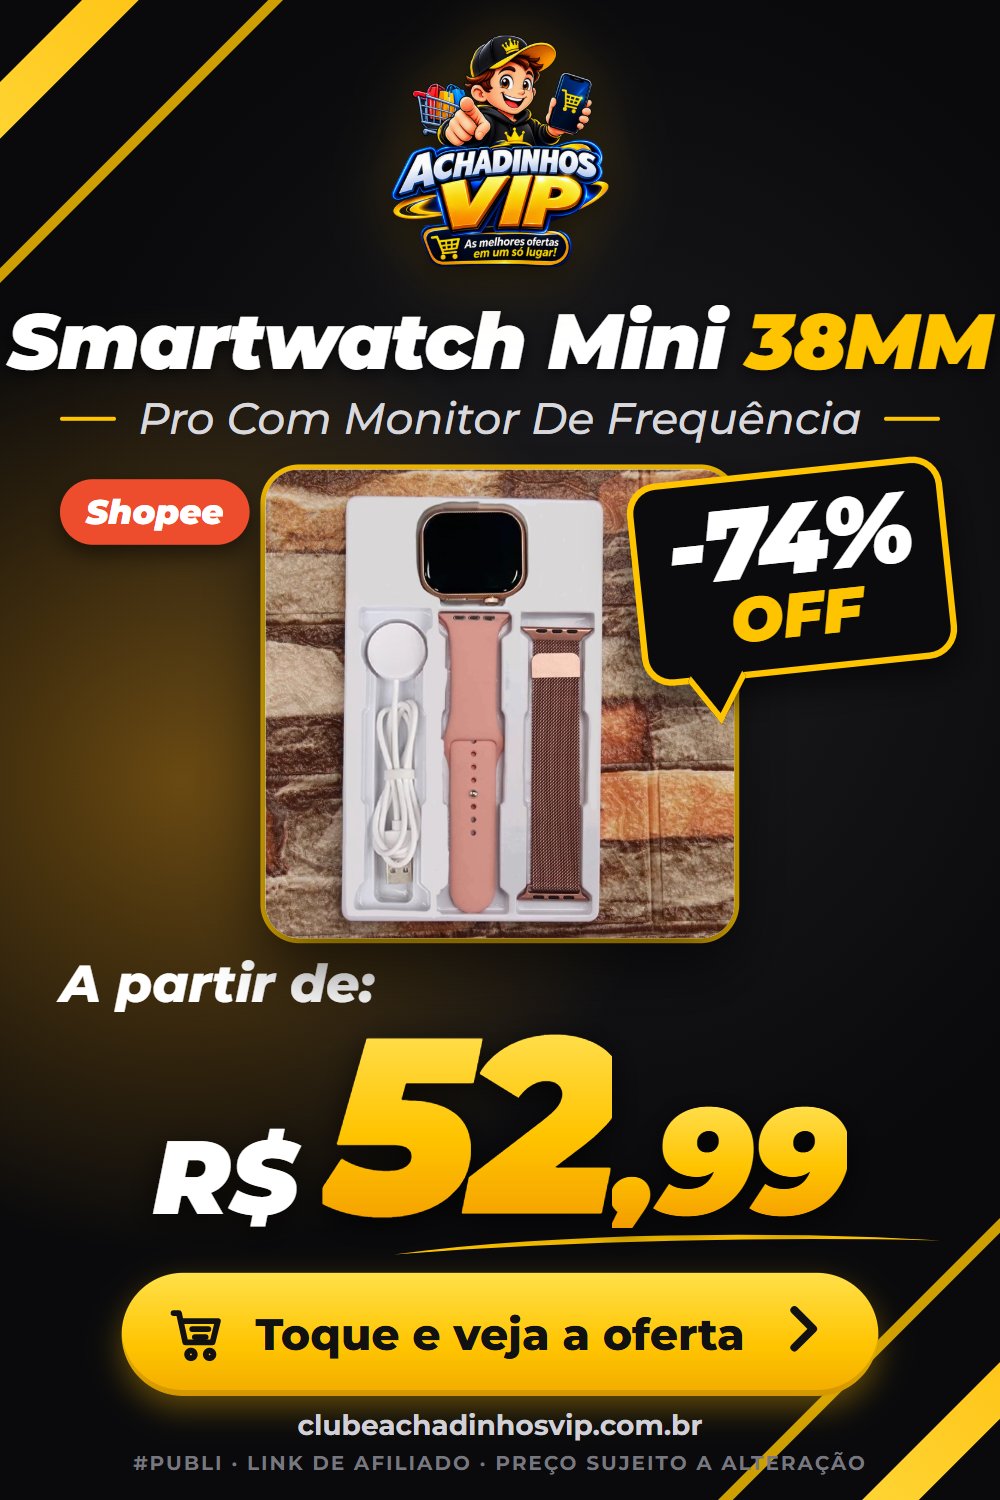 ACHADINHOS
VIP
As melhores ofertas
em um só lugar!
Smartwatch Mini 38MM
Pro Com Monitor De Frequência
Shopee
-74%
OFF
A partir de:
R$ 52,99
Toque e veja a oferta
clubeachadinhosvip.com.br
#PUBLI · LINK DE AFILIADO · PREÇO SUJEITO A ALTERAÇÃO